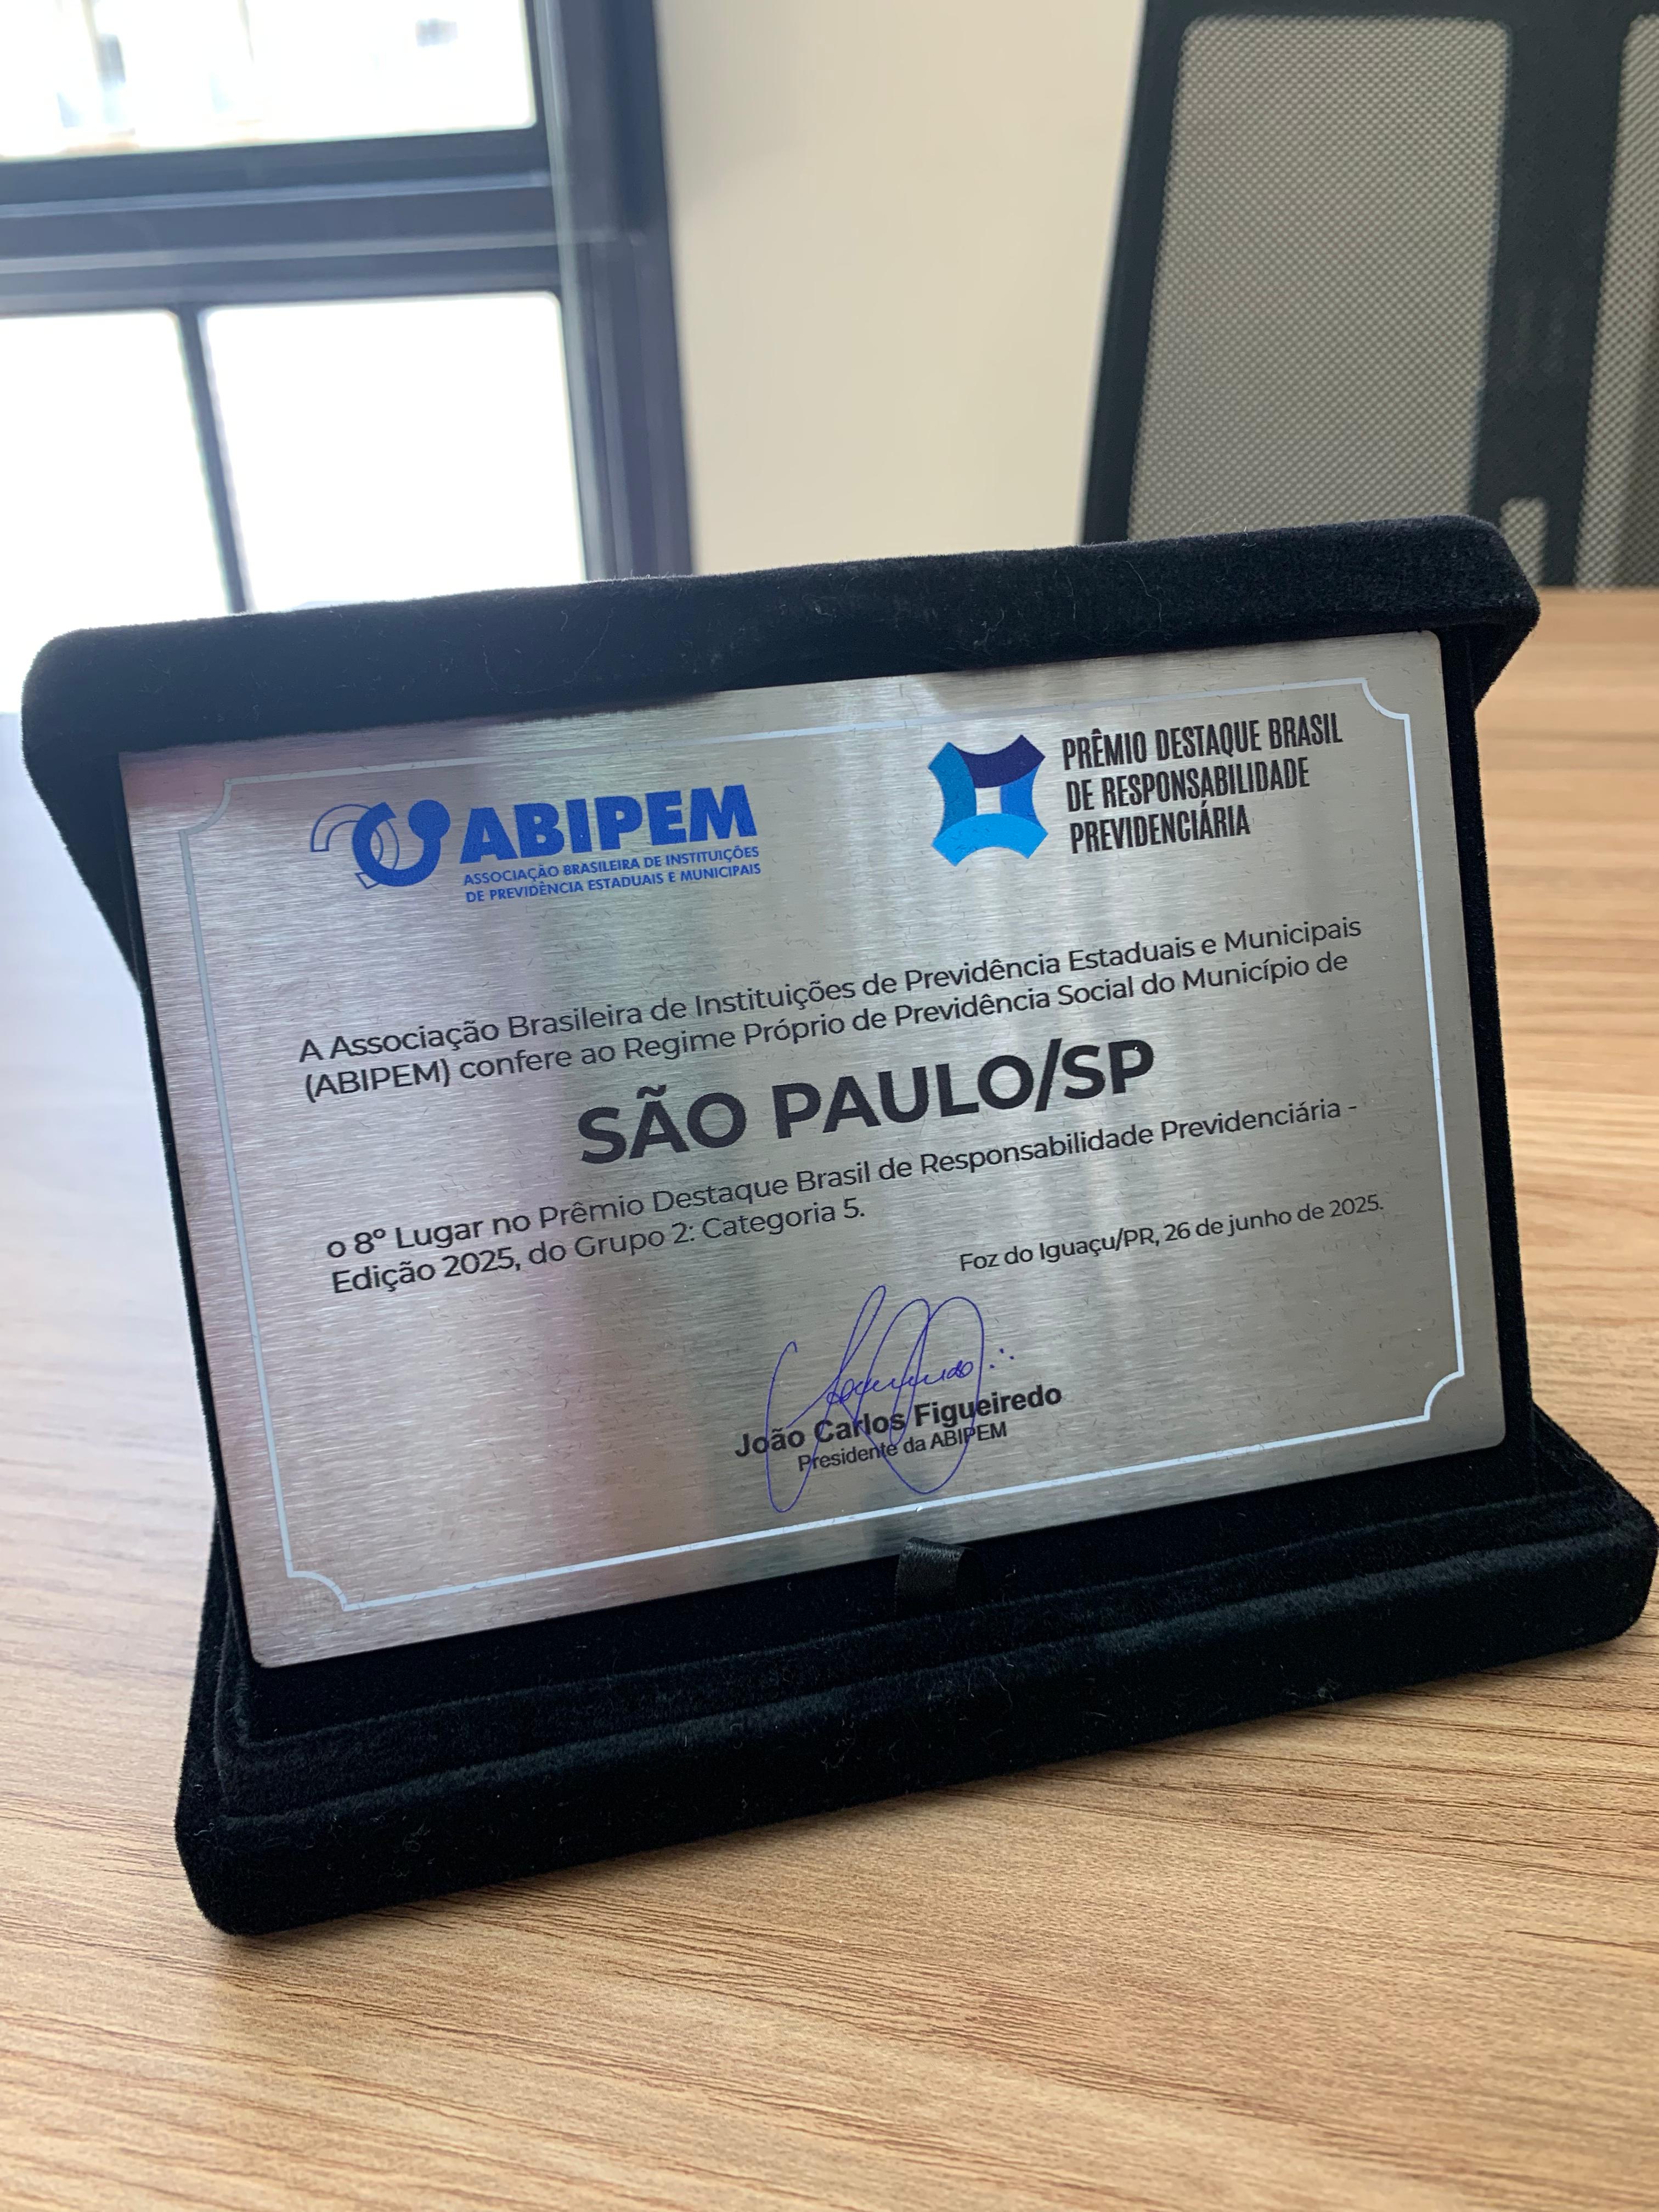 ABIPEM
ASSOCIAÇÃO BRASILEIRA DE INSTITUIÇÕES
DE PREVIDÊNCIA ESTADUAIS E MUNICIPAIS
PRÊMIO DESTAQUE BRASIL
DE RESPONSABILIDADE
PREVIDENCIÁRIA
A Associação Brasileira de Instituições de Previdência Estaduais e Municipais
(ABIPEM) confere ao Regime Próprio de Previdência Social do Município de
SÃO PAULO/SP
o 8º Lugar no Prêmio Destaque Brasil de Responsabilidade Previdenciária -
Edição 2025, do Grupo 2: Categoria 5.
Foz do Iguaçu/PR, 26 de junho de 2025.
João Carlos Figueiredo
Presidente da ABIPEM